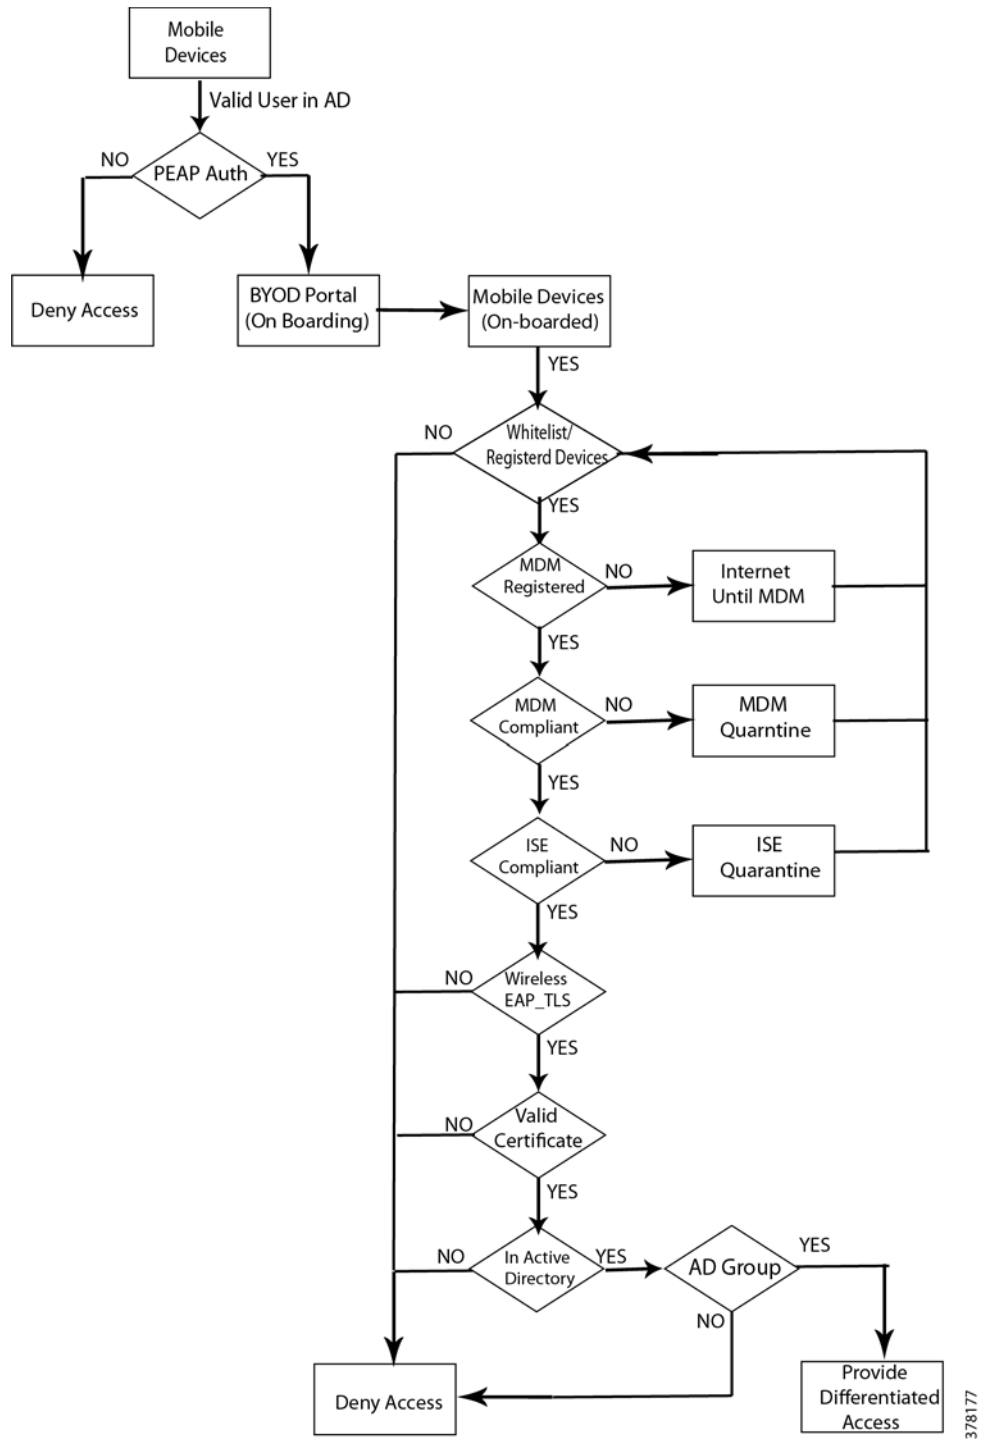 Mobile
Devices
Valid User in AD
NO
PEAP Auth
YES
Deny Access
BYOD Portal
(On Boarding)
Mobile Devices
(On-boarded)
YES
NO
Whitelist/
Registerd Devices
YES
MDM
Registered
NO
Internet
Until MDM
YES
MDM
Compliant
NO
MDM
Quarntine
YES
ISE
Compliant
NO
ISE
Quarantine
YES
NO
Wireless
EAP_TLS
YES
NO
Valid
Certificate
YES
NO
In Active
Directory
YES
AD Group
YES
NO
Deny Access
Provide
Differentiated
Access
378177